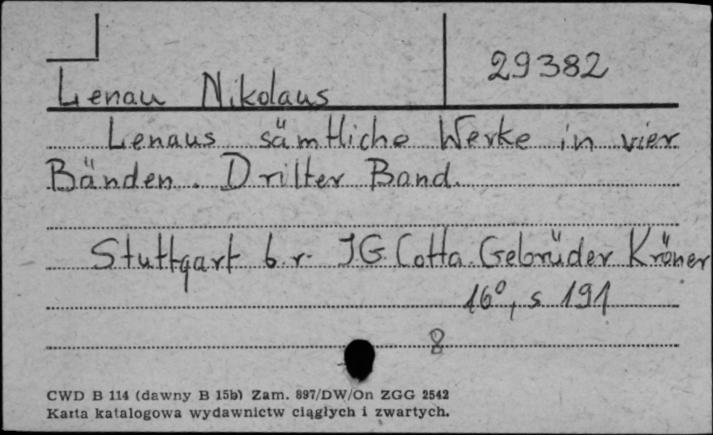 29382
Lenau Nikolaus
Lenaus sämtliche Werke in vier
Bänden. Dritter Band.
Stuttgart b.r. JG Cotta. Gebrüder Kröner
16°, s 191
8
CWD B 114 (dawny B 15b) Zam. 897/DW/On ZGG 2542
Karta katalogowa wydawnictw ciągłych i zwartych.